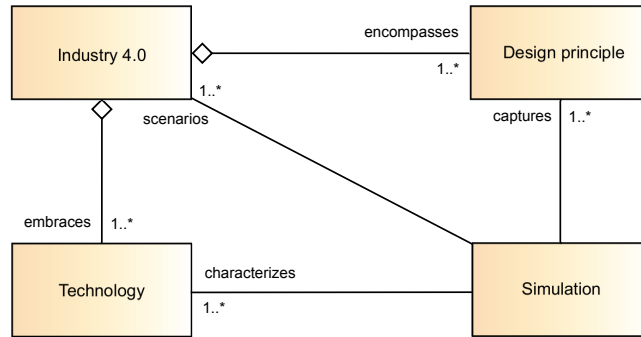 encompasses
Industry 4.0
Design principle
1..*
1..*
scenarios
captures
1..*
embraces
1..*
characterizes
Technology
Simulation
1..*